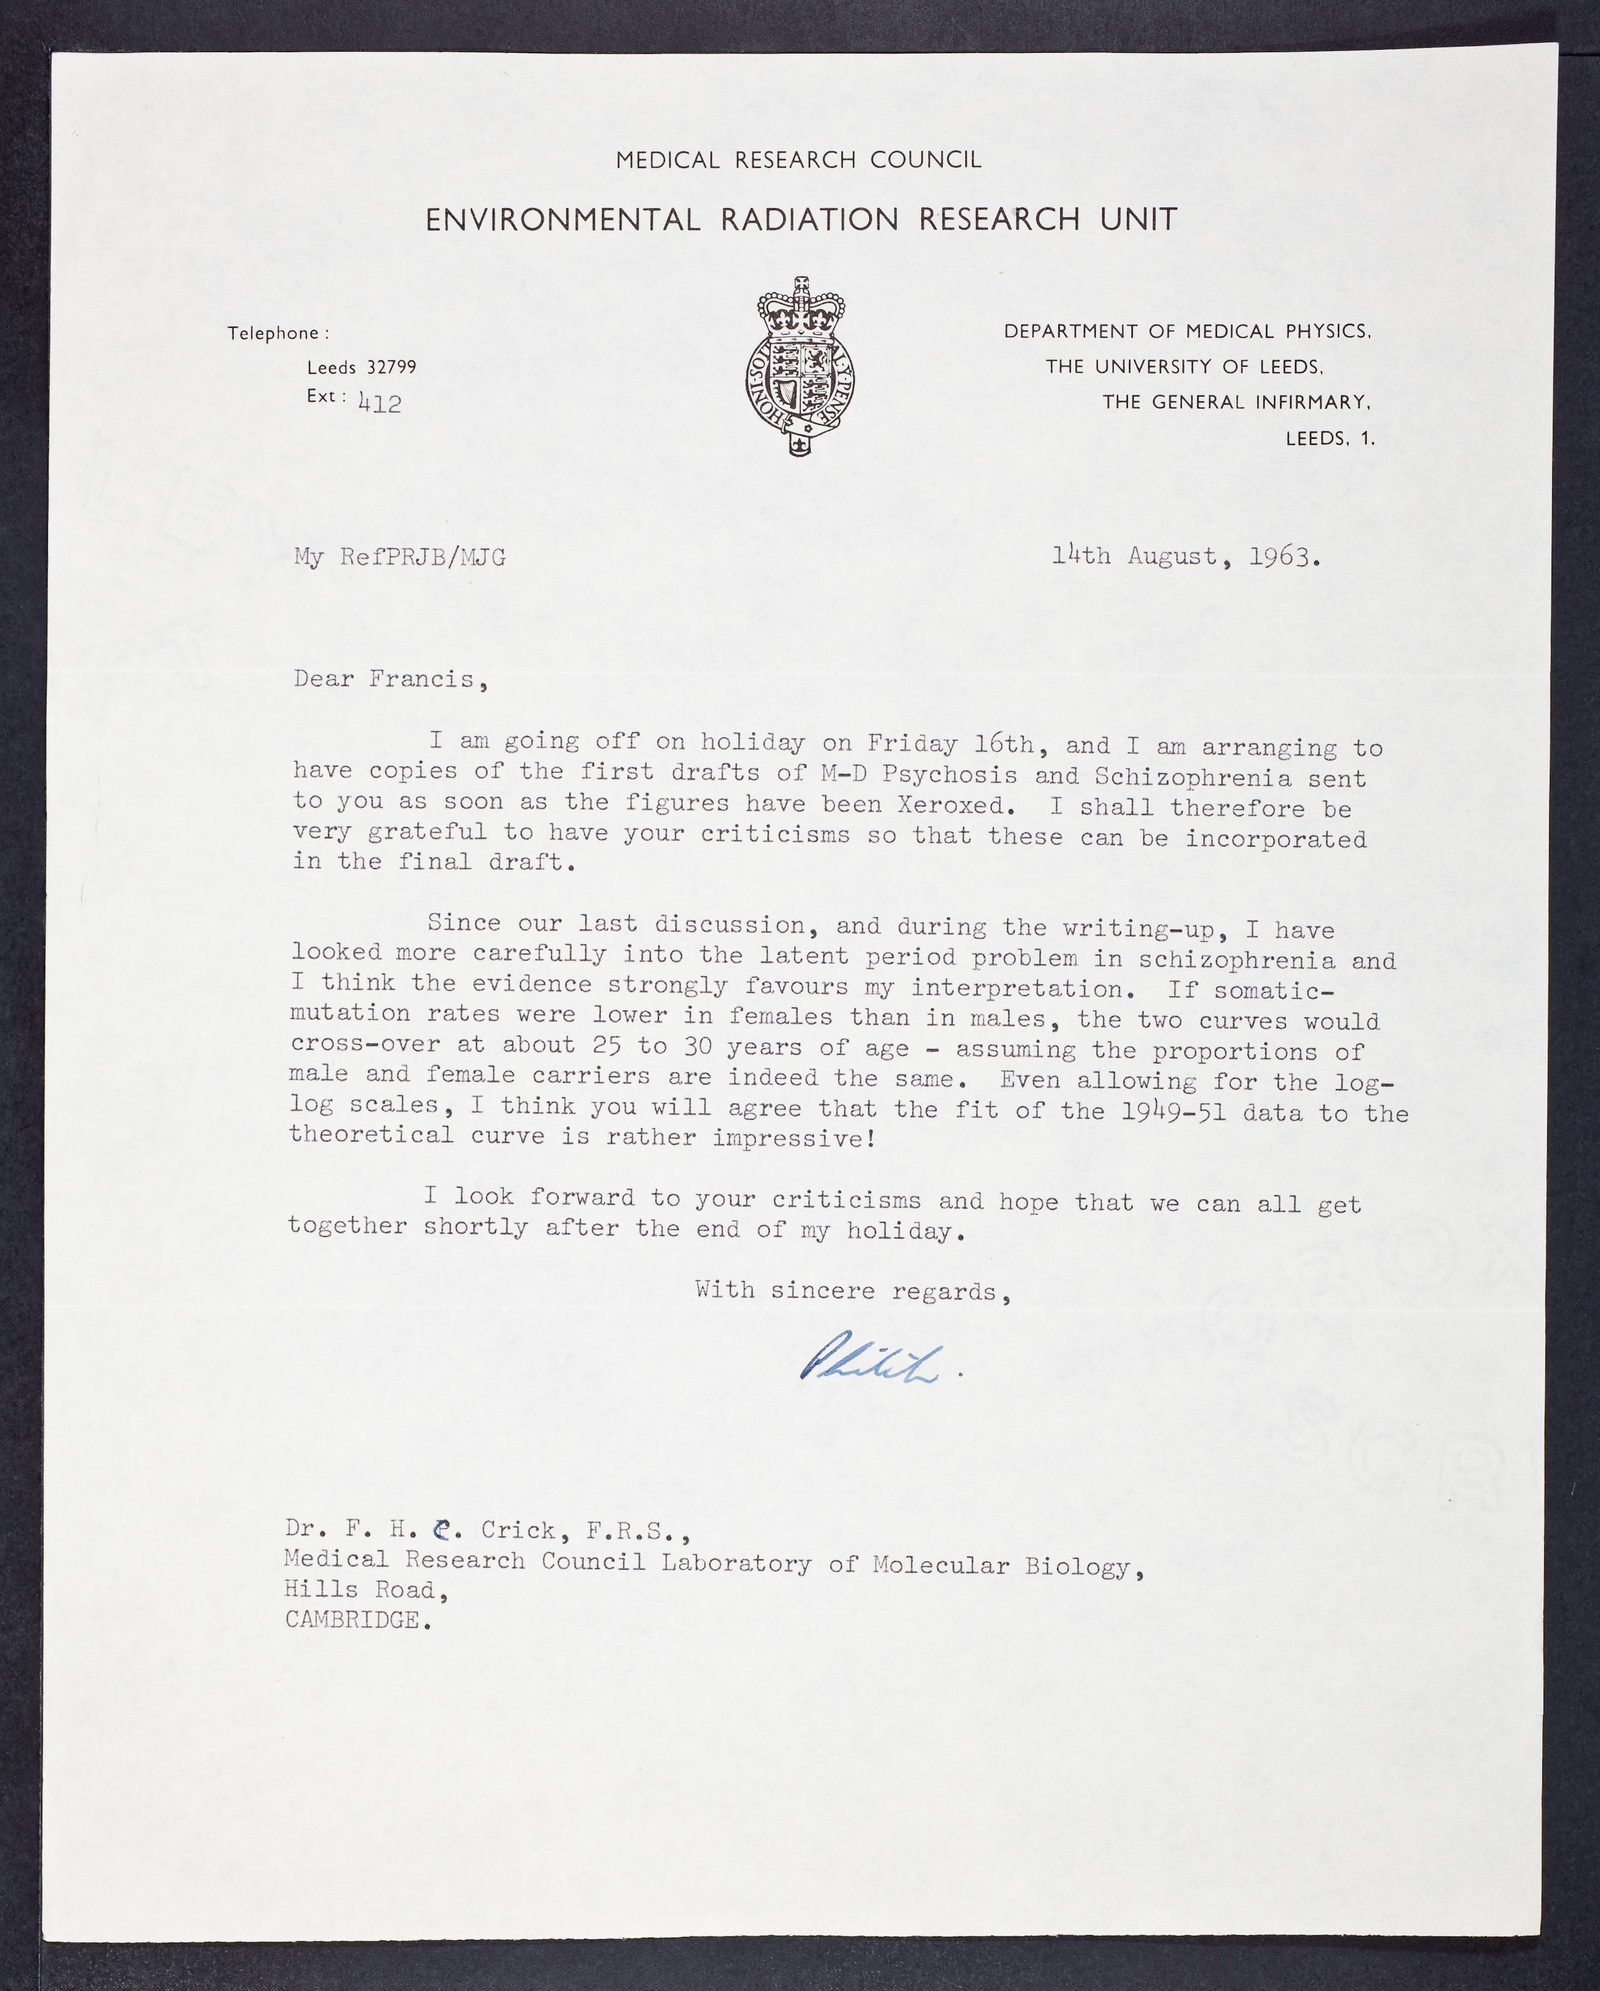 MEDICAL RESEARCH COUNCIL
ENVIRONMENTAL RADIATION RESEARCH UNIT
Telephone :
Leeds 32799
Ext : 412
HONI·SOIT AL·Y·PENSE
DEPARTMENT OF MEDICAL PHYSICS,
THE UNIVERSITY OF LEEDS,
THE GENERAL INFIRMARY,
LEEDS, 1.
My RefPRJB/MJG
14th August, 1963.
Dear Francis,
I am going off on holiday on Friday 16th, and I am arranging to
have copies of the first drafts of M-D Psychosis and Schizophrenia sent
to you as soon as the figures have been Xeroxed. I shall therefore be
very grateful to have your criticisms so that these can be incorporated
in the final draft.
Since our last discussion, and during the writing-up, I have
looked more carefully into the latent period problem in schizophrenia and
I think the evidence strongly favours my interpretation. If somatic-
mutation rates were lower in females than in males, the two curves would
cross-over at about 25 to 30 years of age - assuming the proportions of
male and female carriers are indeed the same. Even allowing for the log-
log scales, I think you will agree that the fit of the 1949-51 data to the
theoretical curve is rather impressive!
I look forward to your criticisms and hope that we can all get
together shortly after the end of my holiday.
With sincere regards,
Philip.
Dr. F. H. C. Crick, F.R.S.,
Medical Research Council Laboratory of Molecular Biology,
Hills Road,
CAMBRIDGE.